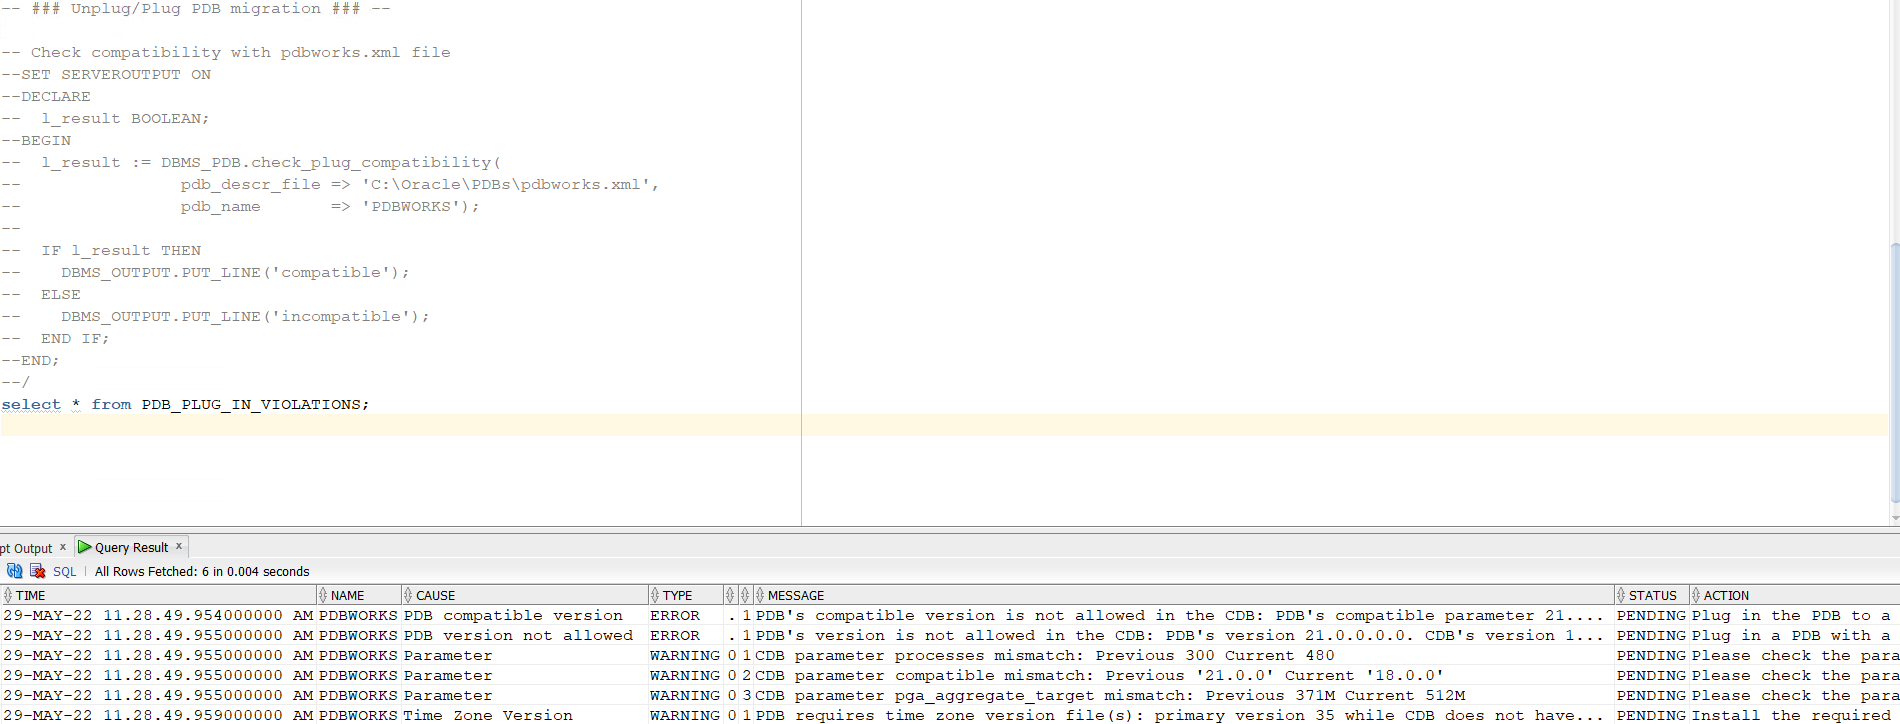 -- ### Unplug/Plug PDB migration ### --
-- Check compatibility with pdbworks.xml file
--SET SERVEROUTPUT ON
--DECLARE
--  l_result BOOLEAN;
--BEGIN
--  l_result := DBMS_PDB.check_plug_compatibility(
--                pdb_descr_file => 'C:\Oracle\PDBs\pdbworks.xml',
--                pdb_name       => 'PDBWORKS');
--
--  IF l_result THEN
--    DBMS_OUTPUT.PUT_LINE('compatible');
--  ELSE
--    DBMS_OUTPUT.PUT_LINE('incompatible');
--  END IF;
--END;
--/
select * from PDB_PLUG_IN_VIOLATIONS;
pt Output x Query Result x
SQL | All Rows Fetched: 6 in 0.004 seconds
TIME NAME CAUSE TYPE MESSAGE STATUS ACTION
29-MAY-22 11.28.49.954000000 AM PDBWORKS PDB compatible version ERROR . 1 PDB's compatible version is not allowed in the CDB: PDB's compatible parameter 21.... PENDING Plug in the PDB to a
29-MAY-22 11.28.49.955000000 AM PDBWORKS PDB version not allowed ERROR . 1 PDB's version is not allowed in the CDB: PDB's version 21.0.0.0.0. CDB's version 1... PENDING Plug in a PDB with a
29-MAY-22 11.28.49.955000000 AM PDBWORKS Parameter WARNING 0 1 CDB parameter processes mismatch: Previous 300 Current 480 PENDING Please check the para
29-MAY-22 11.28.49.955000000 AM PDBWORKS Parameter WARNING 0 2 CDB parameter compatible mismatch: Previous '21.0.0' Current '18.0.0' PENDING Please check the para
29-MAY-22 11.28.49.955000000 AM PDBWORKS Parameter WARNING 0 3 CDB parameter pga_aggregate_target mismatch: Previous 371M Current 512M PENDING Please check the para
29-MAY-22 11.28.49.959000000 AM PDBWORKS Time Zone Version WARNING 0 1 PDB requires time zone version file(s): primary version 35 while CDB does not have... PENDING Install the required